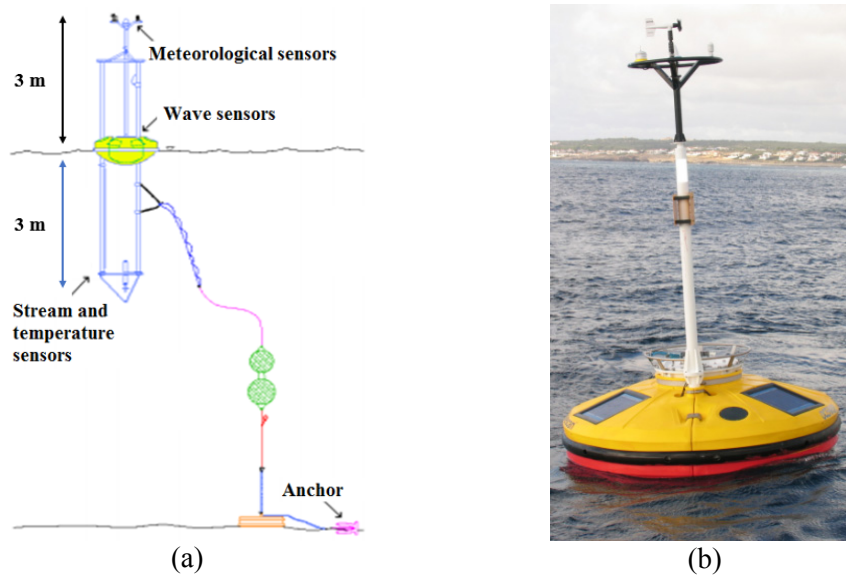 Meteorological sensors
3 m
Wave sensors
3 m
Stream and
temperature
sensors
Anchor
(a)
(b)